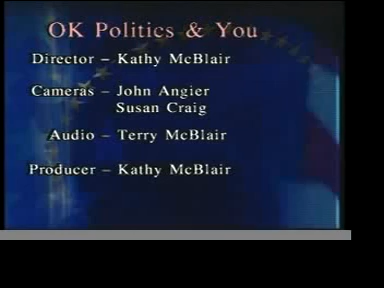 OK Politics & You
Director – Kathy McBlair
Cameras – John Angier
Susan Craig
Audio – Terry McBlair
Producer – Kathy McBlair